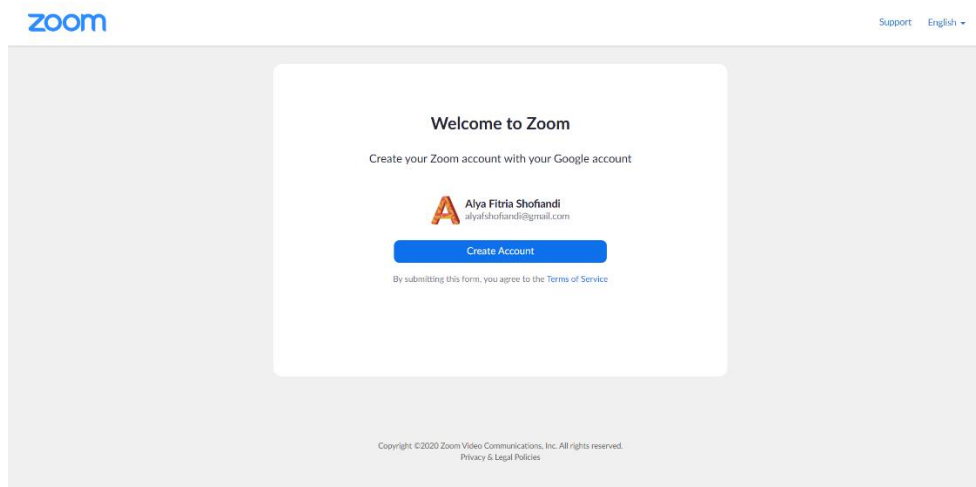 zoom
Support English
Welcome to Zoom
Create your Zoom account with your Google account
Alya Fitria Shofiandi
alyafshofiandi@gmail.com
Create Account
By submitting this form, you agree to the Terms of Service
Copyright ©2020 Zoom Video Communications, Inc. All rights reserved.
Privacy & Legal Policies